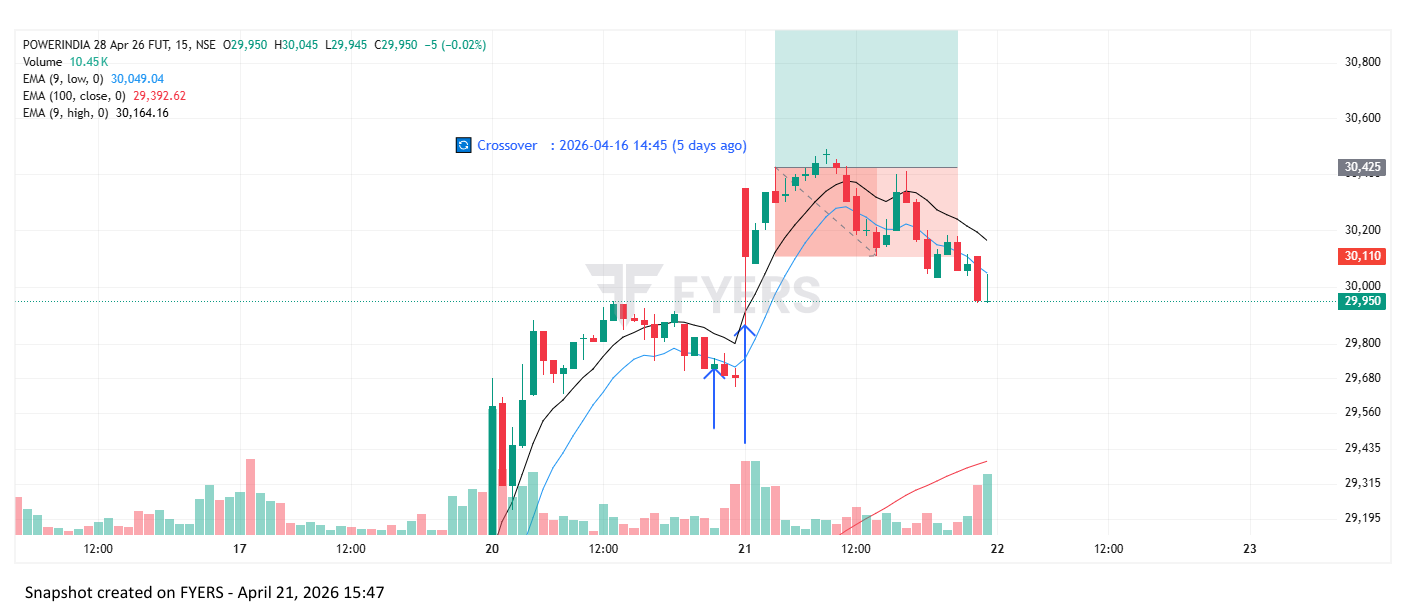 POWERINDIA 28 Apr 26 FUT, 15, NSE O29,950 H30,045 L29,945 C29,950 −5 (−0.02%)
Volume 10.45K
EMA (9, low, 0) 30,049.04
EMA (100, close, 0) 29,392.62
EMA (9, high, 0) 30,164.16
Crossover : 2026-04-16 14:45 (5 days ago)
FYERS
30,800
30,600
30,425
30,200
30,110
30,000
29,950
29,800
29,680
29,560
29,435
29,315
29,195
12:00 17 12:00 20 12:00 21 12:00 22 12:00 23
Snapshot created on FYERS - April 21, 2026 15:47